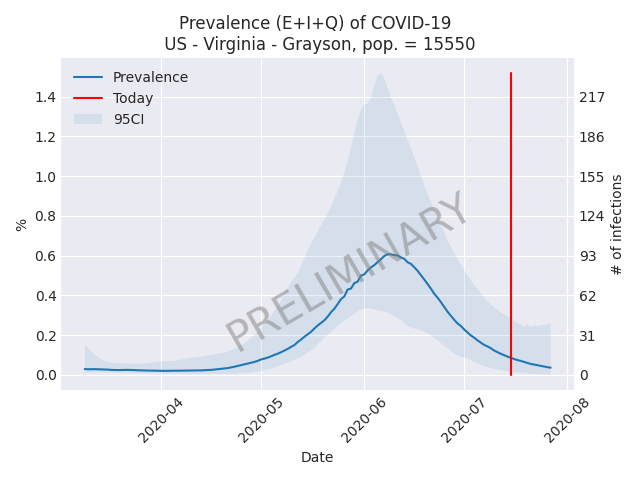 Prevalence (E+I+Q) of COVID-19
US - Virginia - Grayson, pop. = 15550
Prevalence
Today
95CI
1.4
1.2
1.0
0.8
0.6
0.4
0.2
0.0
%
217
186
155
124
93
62
31
0
# of infections
PRELIMINARY
2020-04
2020-05
2020-06
2020-07
2020-08
Date